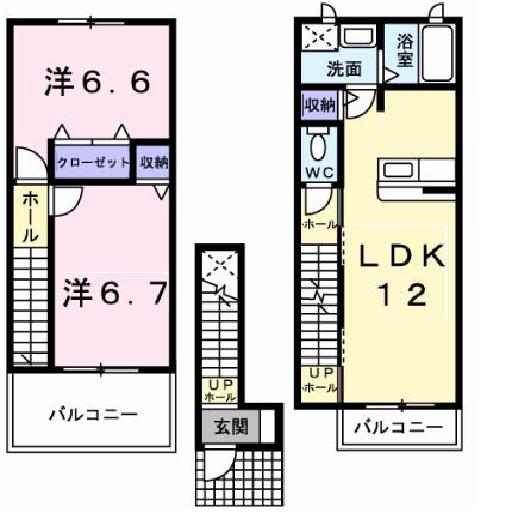 洋6.6
クローゼット
収納
ホール
洋6.7
バルコニー
UP
ホール
玄関
洗面
浴室
収納
WC
ホール
LDK
12
UP
ホール
バルコニー